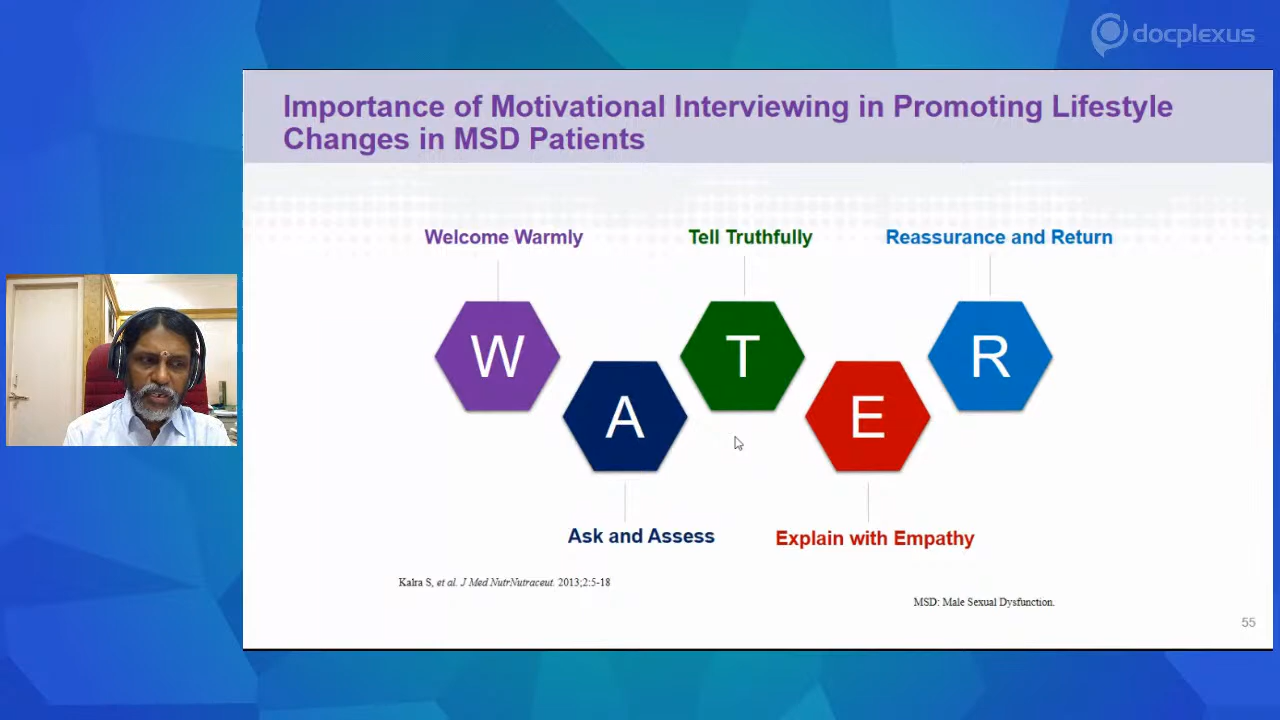 docplexus
Importance of Motivational Interviewing in Promoting Lifestyle
Changes in MSD Patients
Welcome Warmly
Tell Truthfully
Reassurance and Return
W
A
T
E
R
Ask and Assess
Explain with Empathy
Kalra S, et al. J Med NutrNutraceut. 2013;2:5-18
MSD: Male Sexual Dysfunction.
55